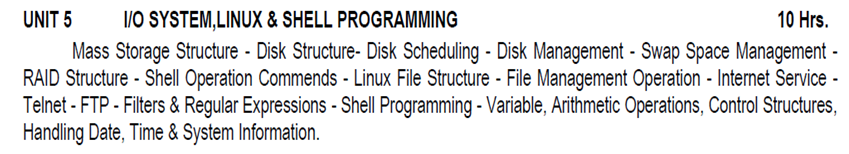 UNIT 5 I/O SYSTEM,LINUX & SHELL PROGRAMMING 10 Hrs.
Mass Storage Structure - Disk Structure- Disk Scheduling - Disk Management - Swap Space Management -
RAID Structure - Shell Operation Commends - Linux File Structure - File Management Operation - Internet Service -
Telnet - FTP - Filters & Regular Expressions - Shell Programming - Variable, Arithmetic Operations, Control Structures,
Handling Date, Time & System Information.